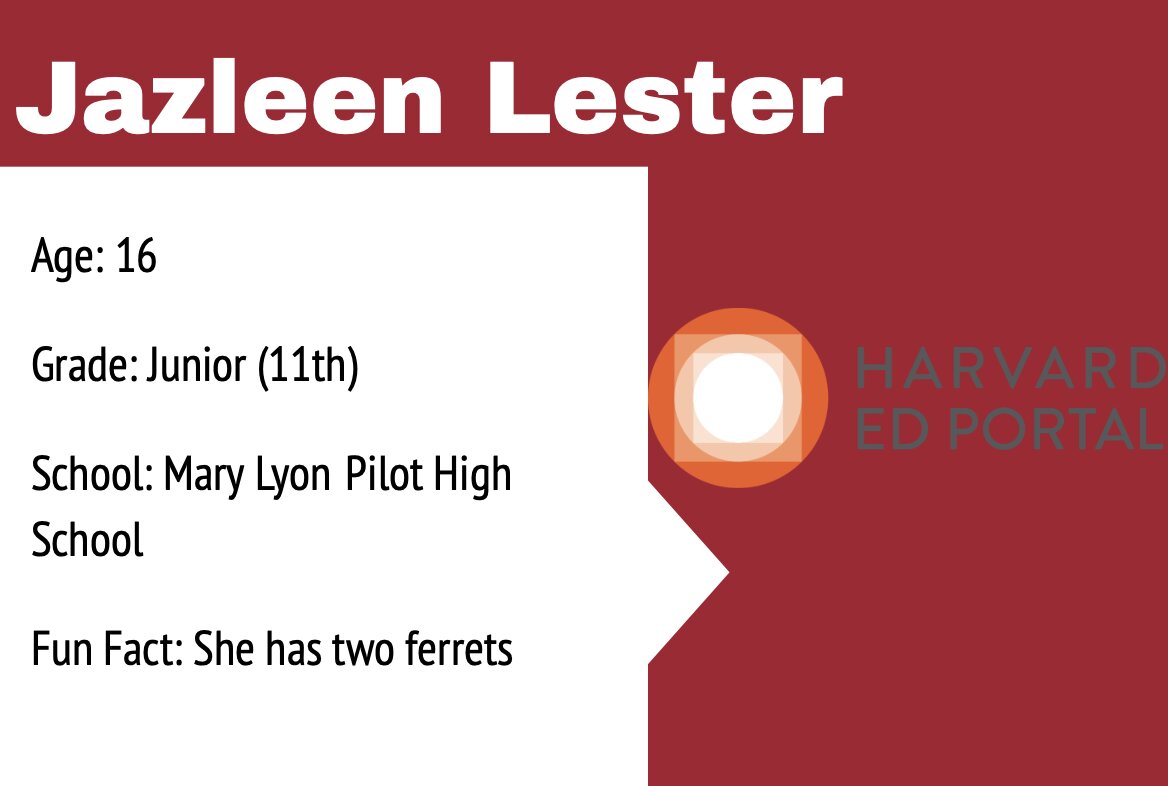 Jazleen Lester
Age: 16
Grade: Junior (11th)
School: Mary Lyon Pilot High
School
Fun Fact: She has two ferrets
HARVARD
ED PORTAL